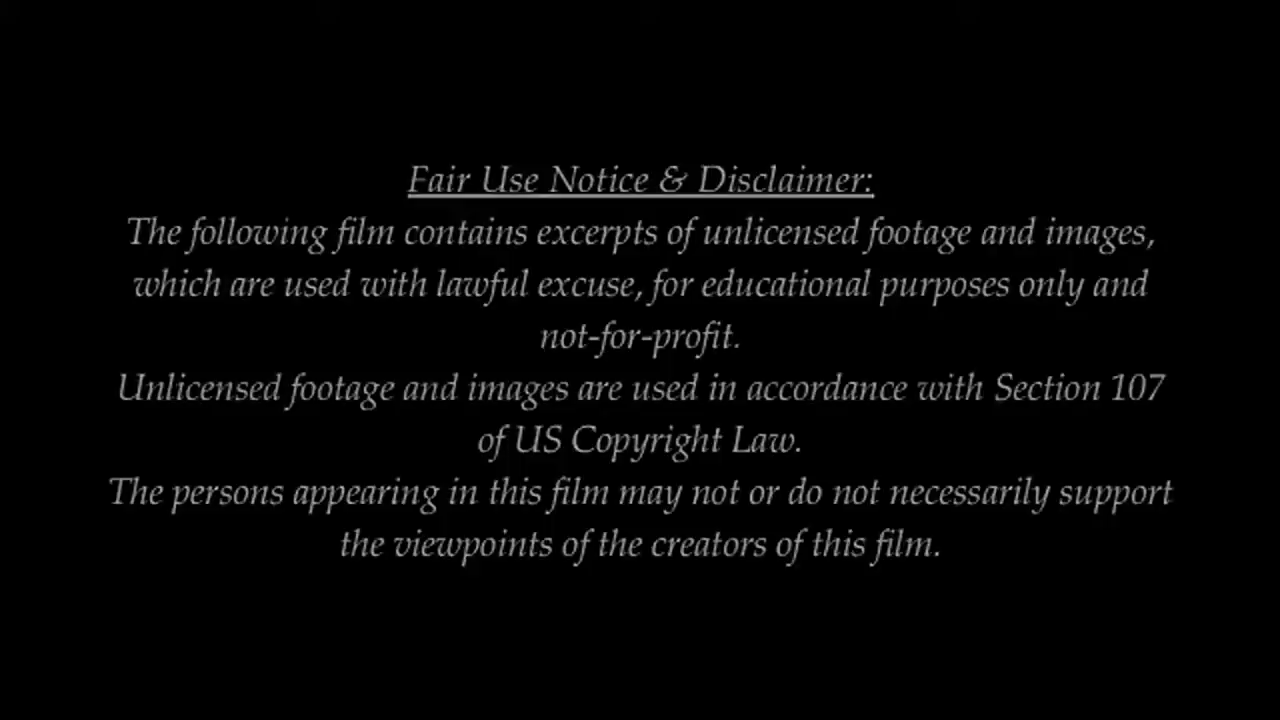 Fair Use Notice & Disclaimer:
The following film contains excerpts of unlicensed footage and images,
which are used with lawful excuse, for educational purposes only and
not-for-profit.
Unlicensed footage and images are used in accordance with Section 107
of US Copyright Law.
The persons appearing in this film may not or do not necessarily support
the viewpoints of the creators of this film.